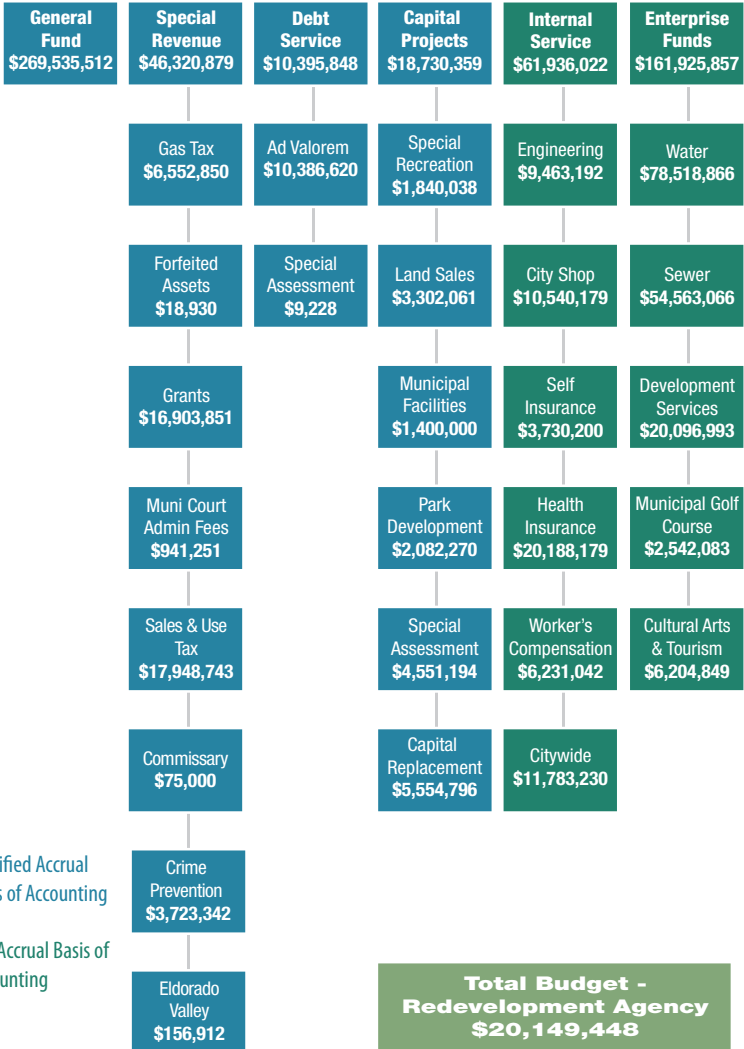 General
Fund
$269,535,512
Special
Revenue
$46,320,879
Debt
Service
$10,395,848
Capital
Projects
$18,730,359
Internal
Service
$61,936,022
Enterprise
Funds
$161,925,857
Gas Tax
$6,552,850
Ad Valorem
$10,386,620
Special
Recreation
$1,840,038
Engineering
$9,463,192
Water
$78,518,866
Forfeited
Assets
$18,930
Special
Assessment
$9,228
Land Sales
$3,302,061
City Shop
$10,540,179
Sewer
$54,563,066
Grants
$16,903,851
Municipal
Facilities
$1,400,000
Self
Insurance
$3,730,200
Development
Services
$20,096,993
Muni Court
Admin Fees
$941,251
Park
Development
$2,082,270
Health
Insurance
$20,188,179
Municipal Golf
Course
$2,542,083
Sales & Use
Tax
$17,948,743
Special
Assessment
$4,551,194
Worker's
Compensation
$6,231,042
Cultural Arts
& Tourism
$6,204,849
Commissary
$75,000
Capital
Replacement
$5,554,796
Citywide
$11,783,230
ified Accrual
s of Accounting
Crime
Prevention
$3,723,342
Accrual Basis of
unting
Eldorado
Valley
$156,912
Total Budget -
Redevelopment Agency
$20,149,448